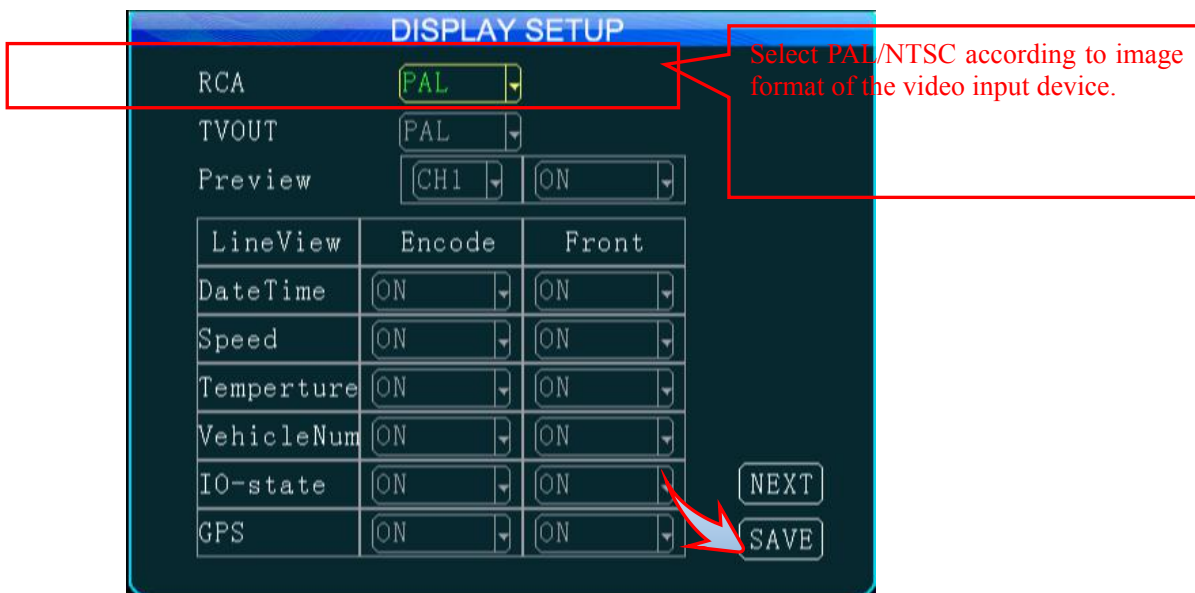 DISPLAY SETUP
Select PAL/NTSC according to image
format of the video input device.
RCA PAL
TVOUT PAL
Preview CH1 ON
LineView Encode Front
DateTime ON ON
Speed ON ON
Temperture ON ON
VehicleNum ON ON
IO-state ON ON
NEXT
GPS ON ON
SAVE